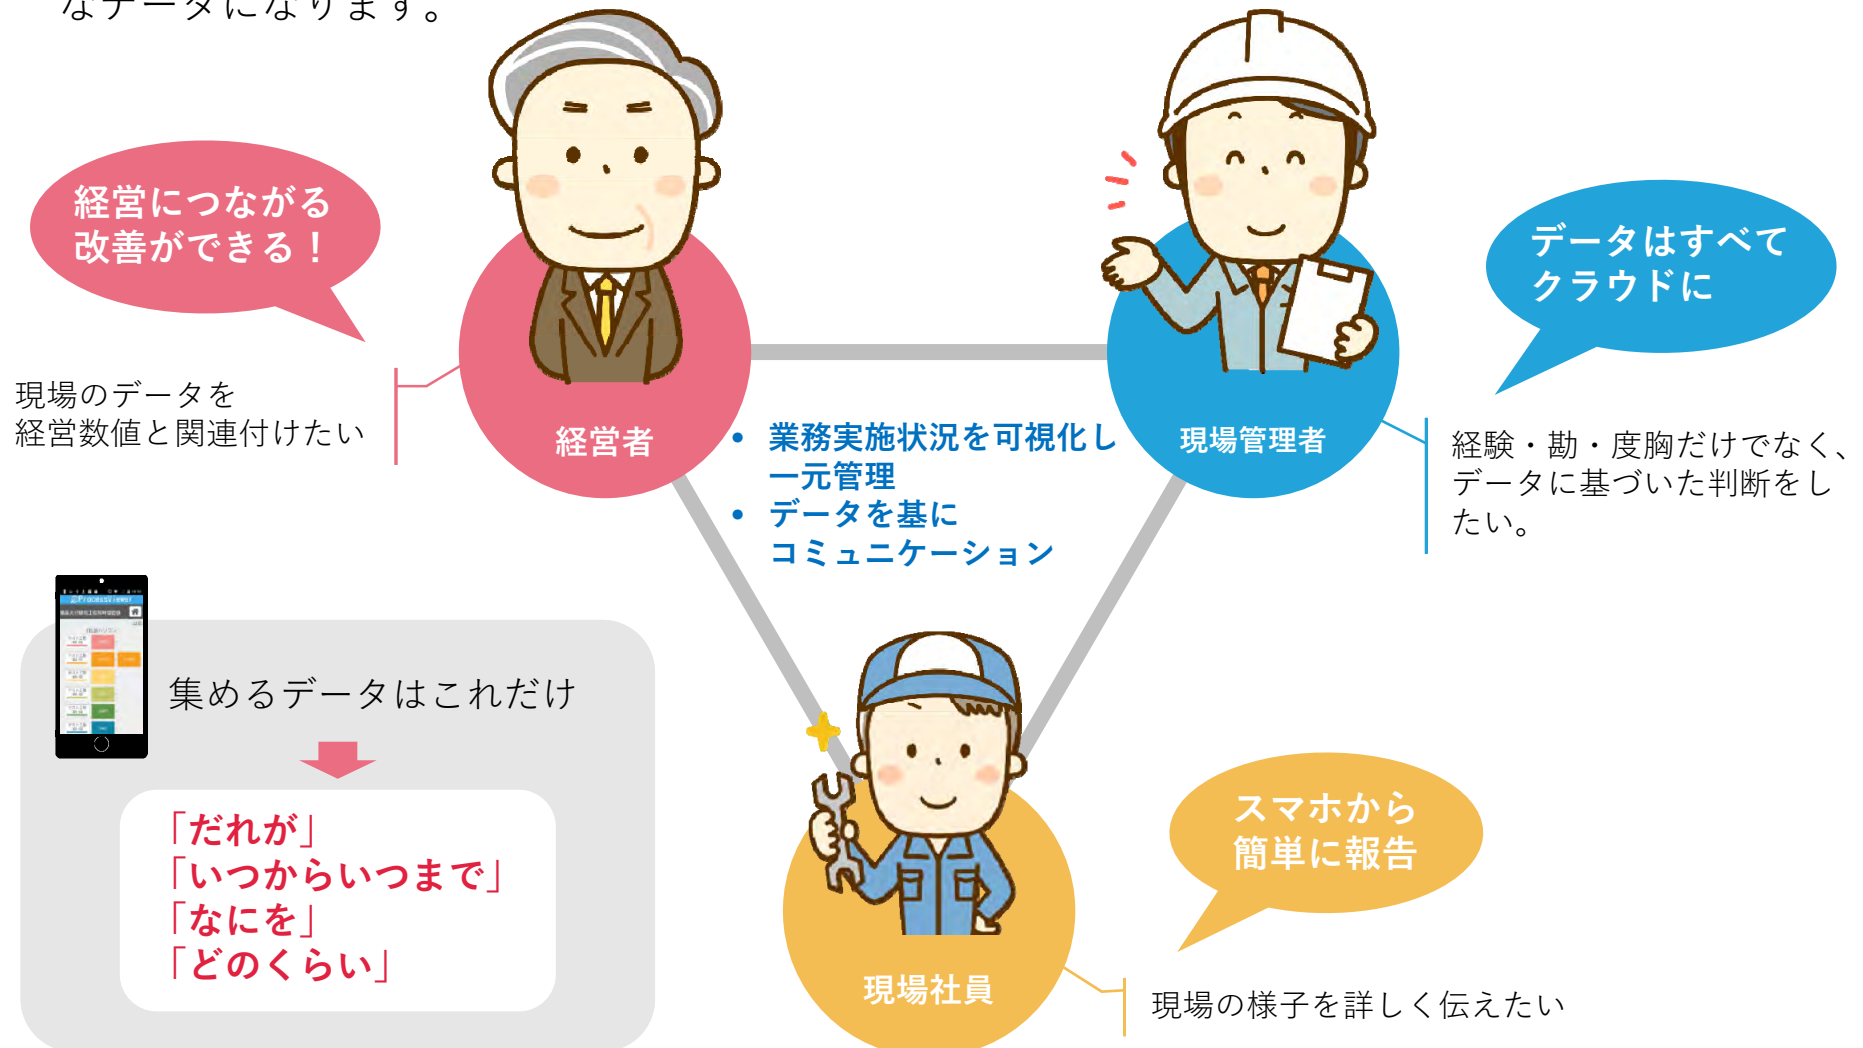 なデータになります。
経営につながる
改善ができる！
データはすべて
クラウドに
現場のデータを
経営数値と関連付けたい
経営者
現場管理者
経験・勘・度胸だけでなく、
データに基づいた判断をし
たい。
• 業務実施状況を可視化し
一元管理
• データを基に
コミュニケーション
ProcessViewer
集めるデータはこれだけ
「だれが」
「いつからいつまで」
「なにを」
「どのくらい」
スマホから
簡単に報告
現場社員
現場の様子を詳しく伝えたい